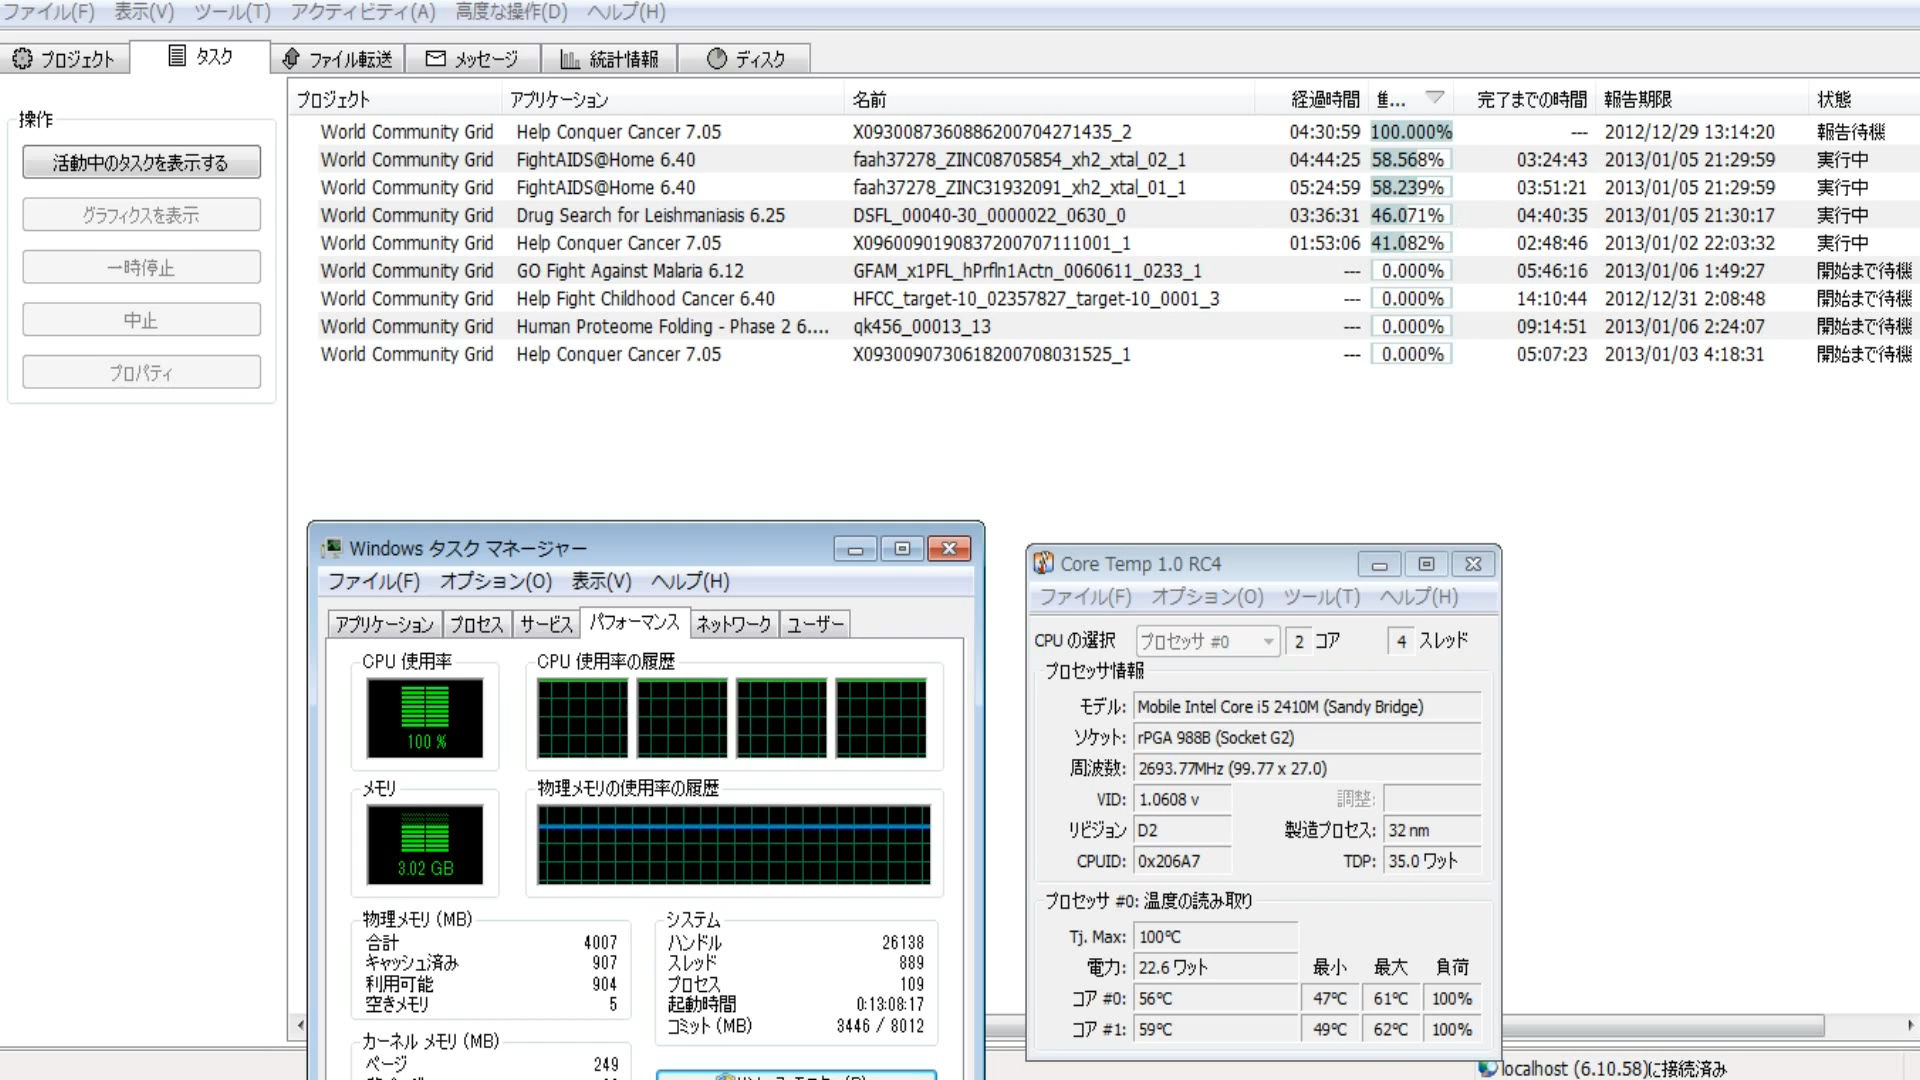 ファイル(F) 表示(V) ツール(T) アクティビティ(A) 高度な操作(D) ヘルプ(H)
プロジェクト タスク ファイル転送 メッセージ 統計情報 ディスク
操作
活動中のタスクを表示する
グラフィクスを表示
一時停止
中止
プロパティ
プロジェクト アプリケーション 名前 経過時間 進... 完了までの時間 報告期限 状態
World Community Grid Help Conquer Cancer 7.05 X0930087360886200704271435_2 04:30:59 100.000% --- 2012/12/29 13:14:20 報告待機
World Community Grid FightAIDS@Home 6.40 faah37278_ZINC08705854_xh2_xtal_02_1 04:44:25 58.568% 03:24:43 2013/01/05 21:29:59 実行中
World Community Grid FightAIDS@Home 6.40 faah37278_ZINC31932091_xh2_xtal_01_1 05:24:59 58.239% 03:51:21 2013/01/05 21:29:59 実行中
World Community Grid Drug Search for Leishmaniasis 6.25 DSFL_00040-30_0000022_0630_0 03:36:31 46.071% 04:40:35 2013/01/05 21:30:17 実行中
World Community Grid Help Conquer Cancer 7.05 X0960090190837200707111001_1 01:53:06 41.082% 02:48:46 2013/01/02 22:03:32 実行中
World Community Grid GO Fight Against Malaria 6.12 GFAM_x1PFL_hPrfln1Actn_0060611_0233_1 --- 0.000% 05:46:16 2013/01/06 1:49:27 開始まで待機
World Community Grid Help Fight Childhood Cancer 6.40 HFCC_target-10_02357827_target-10_0001_3 --- 0.000% 14:10:44 2012/12/31 2:08:48 開始まで待機
World Community Grid Human Proteome Folding - Phase 2 6.... qk456_00013_13 --- 0.000% 09:14:51 2013/01/06 2:24:07 開始まで待機
World Community Grid Help Conquer Cancer 7.05 X0930090730618200708031525_1 --- 0.000% 05:07:23 2013/01/03 4:18:31 開始まで待機
Windows タスク マネージャー
ファイル(F) オプション(O) 表示(V) ヘルプ(H)
アプリケーション プロセス サービス パフォーマンス ネットワーク ユーザー
CPU 使用率 CPU 使用率の履歴
100 %
メモリ 物理メモリの使用率の履歴
3.02 GB
物理メモリ (MB)
合計 4007
キャッシュ済み 907
利用可能 904
空きメモリ 5
カーネル メモリ (MB)
ページ 249
システム
ハンドル 26138
スレッド 889
プロセス 109
起動時間 0:13:08:17
コミット (MB) 3446 / 8012
Core Temp 1.0 RC4
ファイル(F) オプション(O) ツール(T) ヘルプ(H)
CPU の選択 プロセッサ #0 2 コア 4 スレッド
プロセッサ情報
モデル: Mobile Intel Core i5 2410M (Sandy Bridge)
ソケット: rPGA 988B (Socket G2)
周波数: 2693.77MHz (99.77 x 27.0)
VID: 1.0608 v 調整:
リビジョン D2 製造プロセス: 32 nm
CPUID: 0x206A7 TDP: 35.0 ワット
プロセッサ #0: 温度の読み取り
Tj. Max: 100℃
電力: 22.6 ワット 最小 最大 負荷
コア #0: 56℃ 47℃ 61℃ 100%
コア #1: 59℃ 49℃ 62℃ 100%
localhost (6.10.58)に接続済み